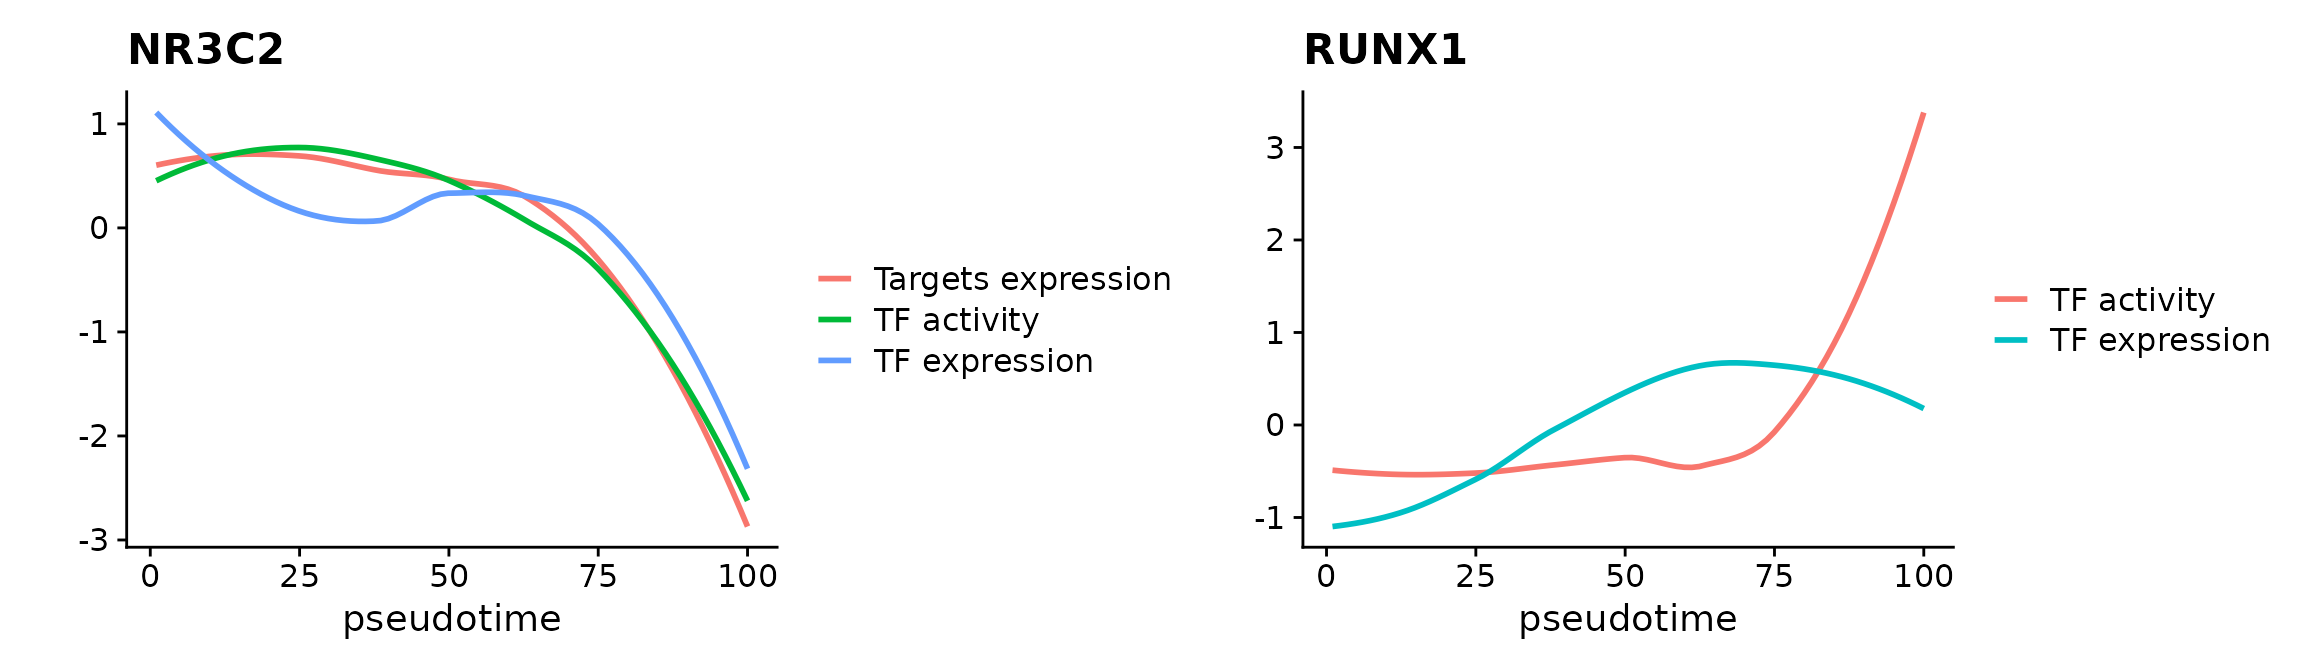 NR3C2
1
0
-1
-2
-3
0 25 50 75 100
pseudotime
Targets expression
TF activity
TF expression
RUNX1
3
2
1
0
-1
0 25 50 75 100
pseudotime
TF activity
TF expression